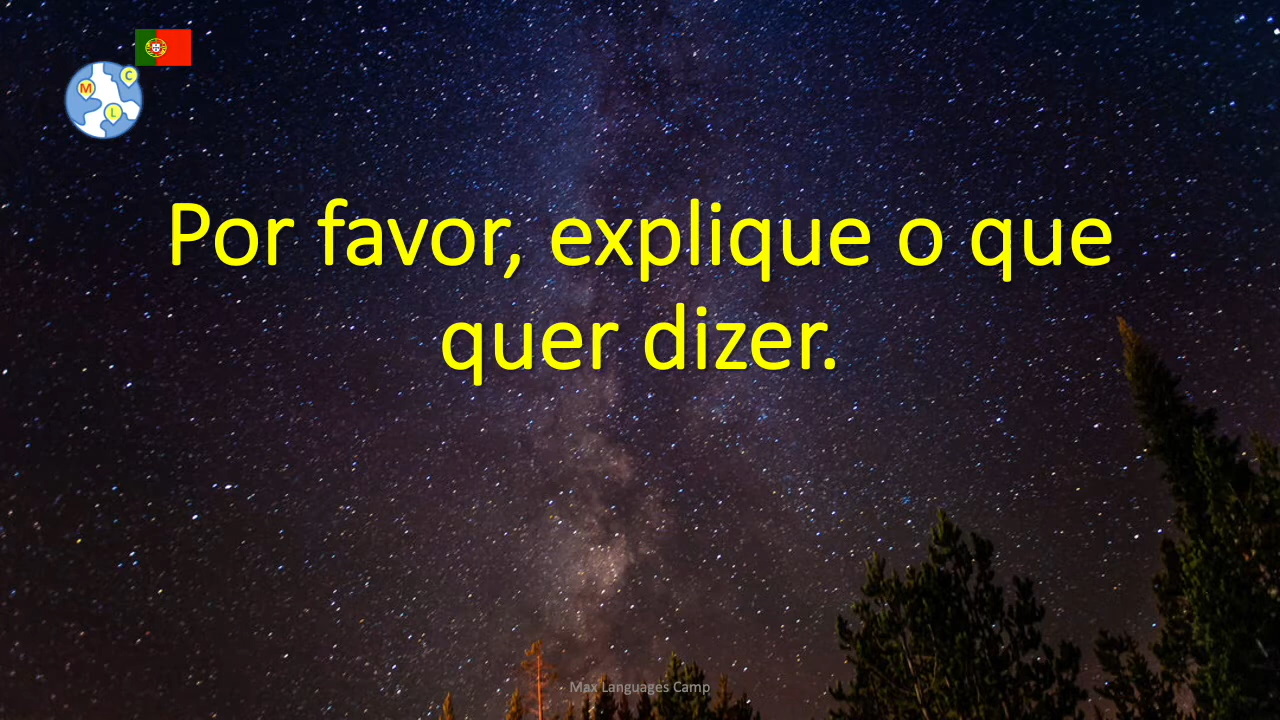 C
M
L
Por favor, explique o que
quer dizer.
Max Languages Camp